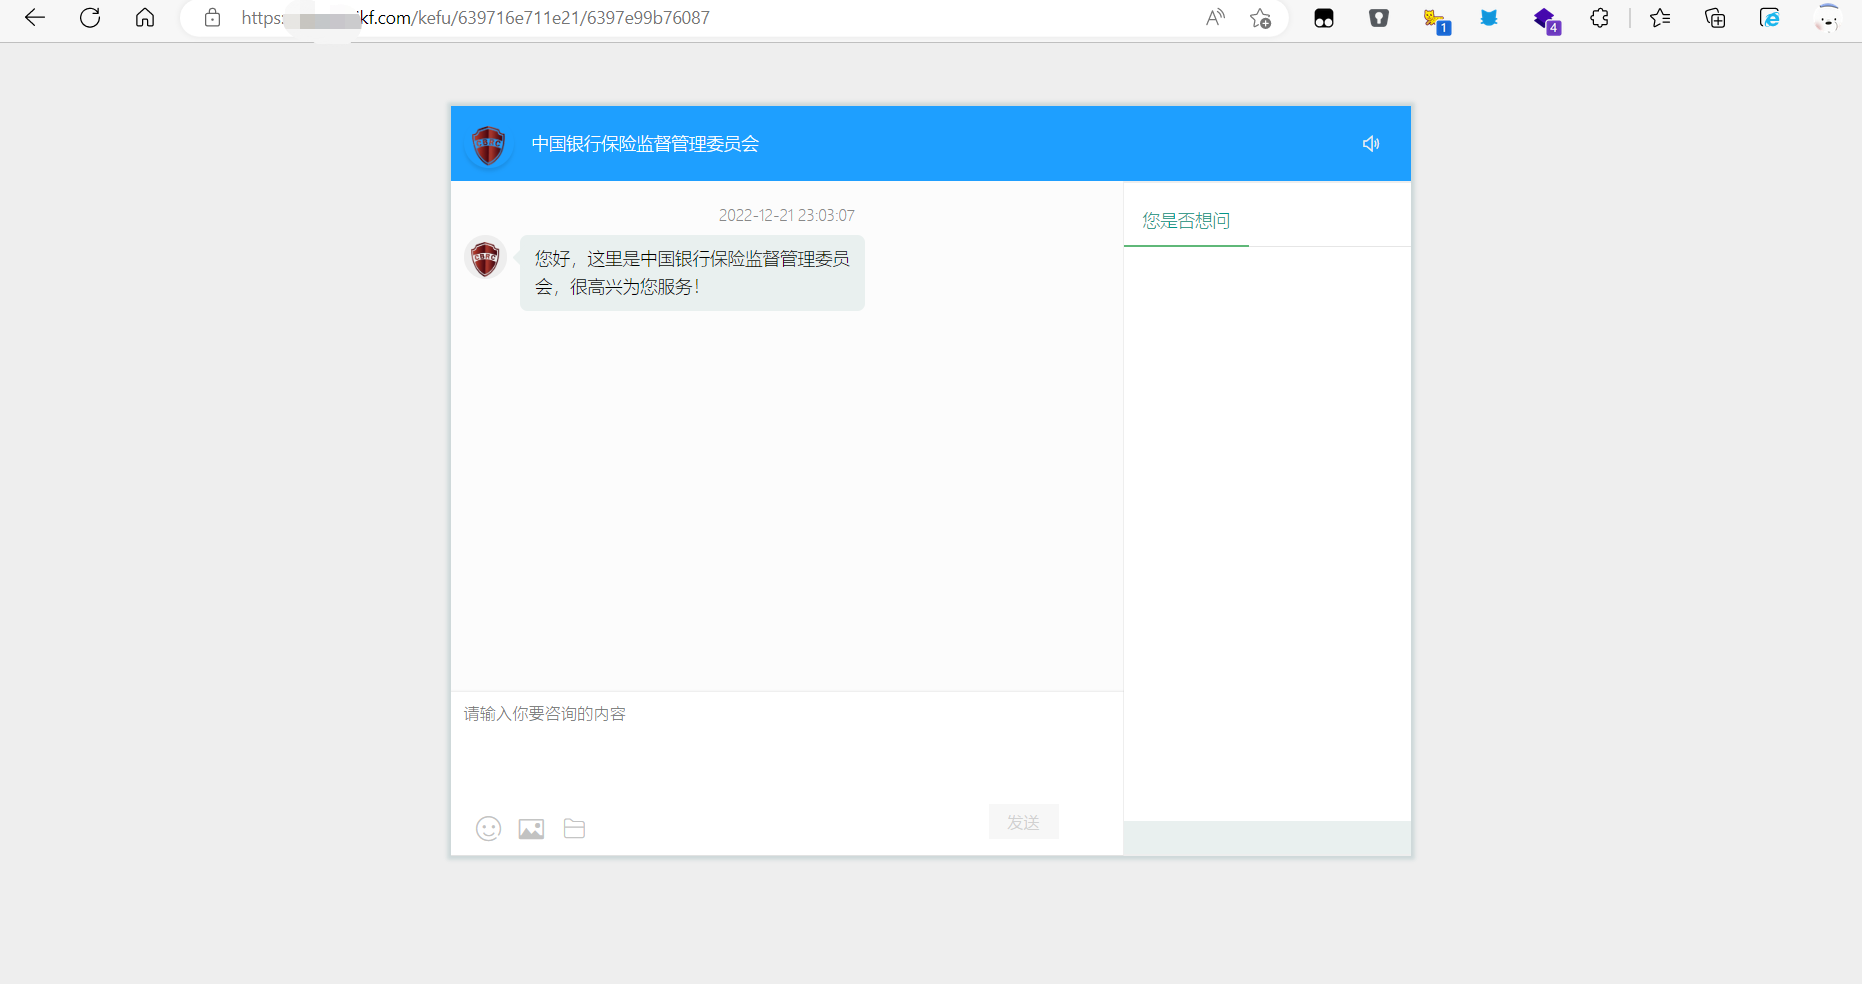 https:
kf.com/kefu/639716e711e21/6397e99b76087
1
4
CBRC
中国银行保险监督管理委员会
2022-12-21 23:03:07
您是否想问
CBRC
您好，这里是中国银行保险监督管理委员
会，很高兴为您服务！
请输入你要咨询的内容
发送